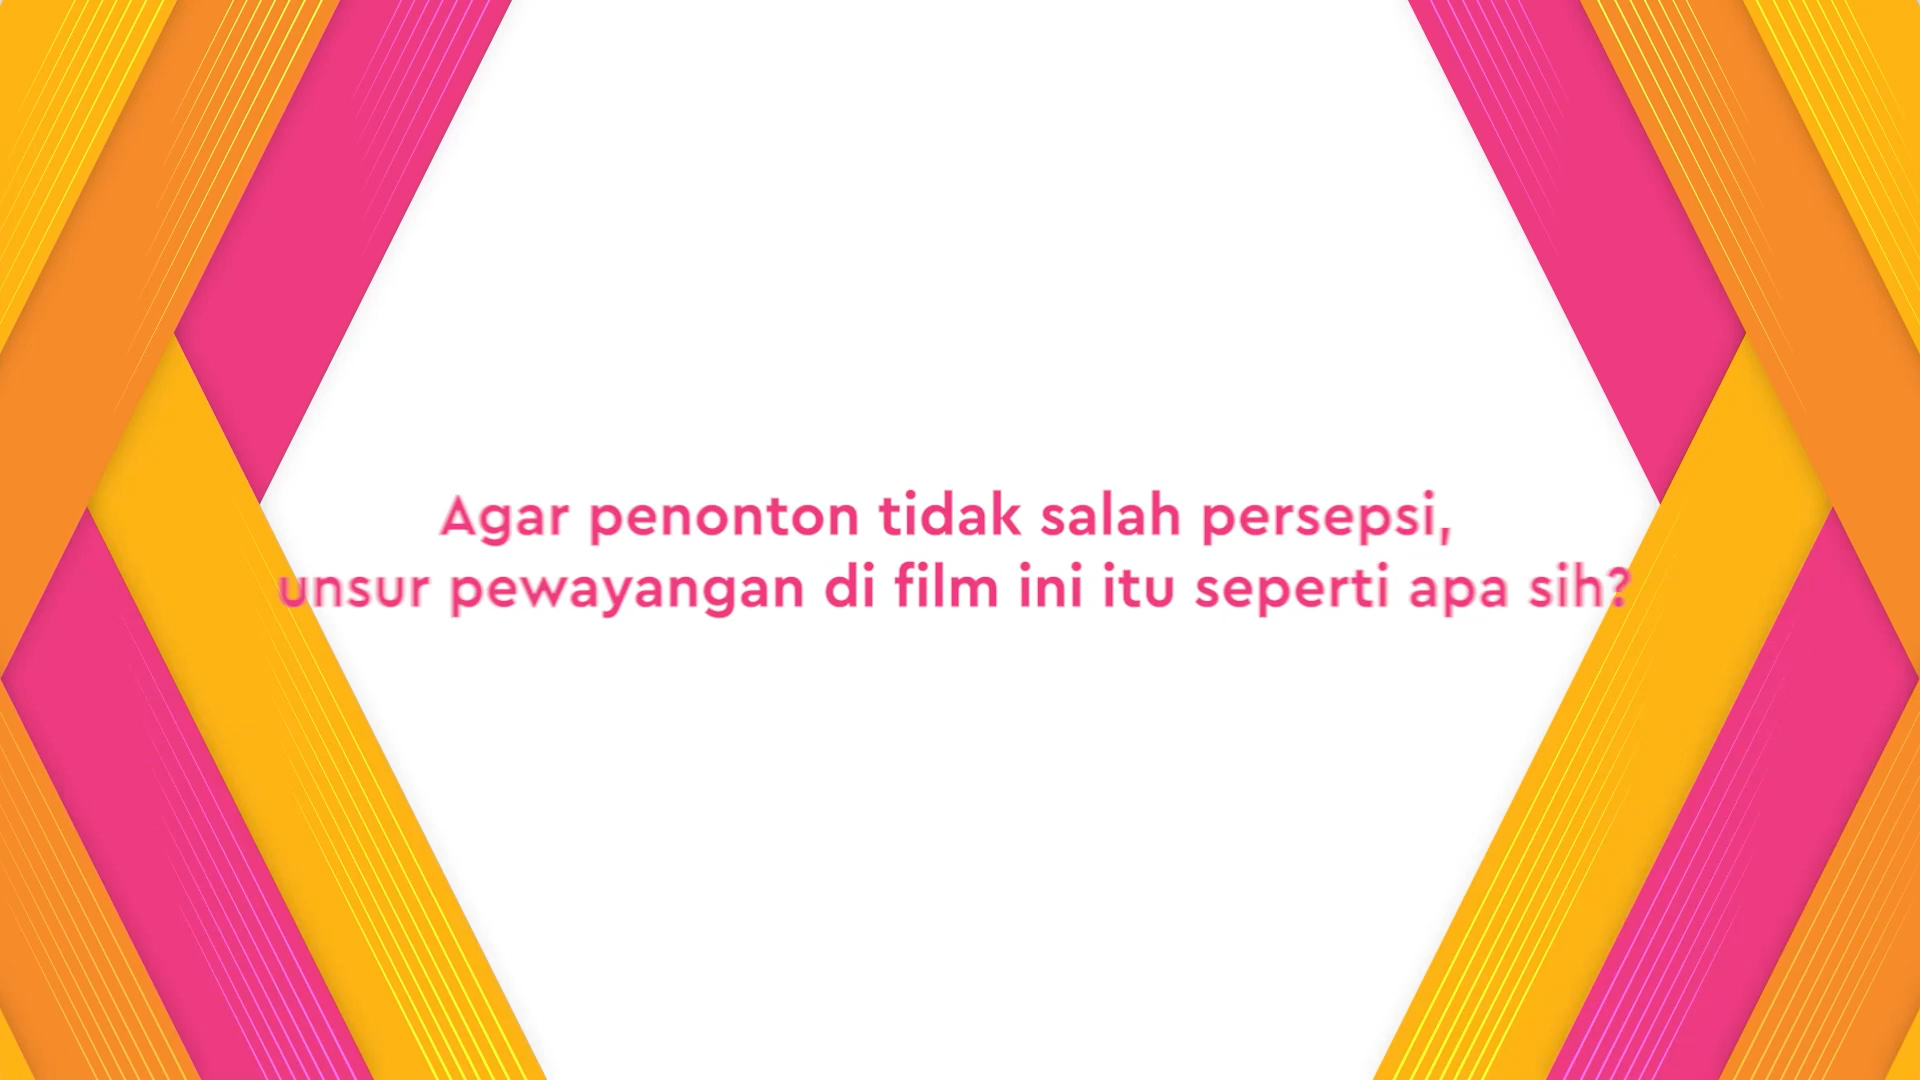 Agar penonton tidak salah persepsi,
unsur pewayangan di film ini itu seperti apa sih?